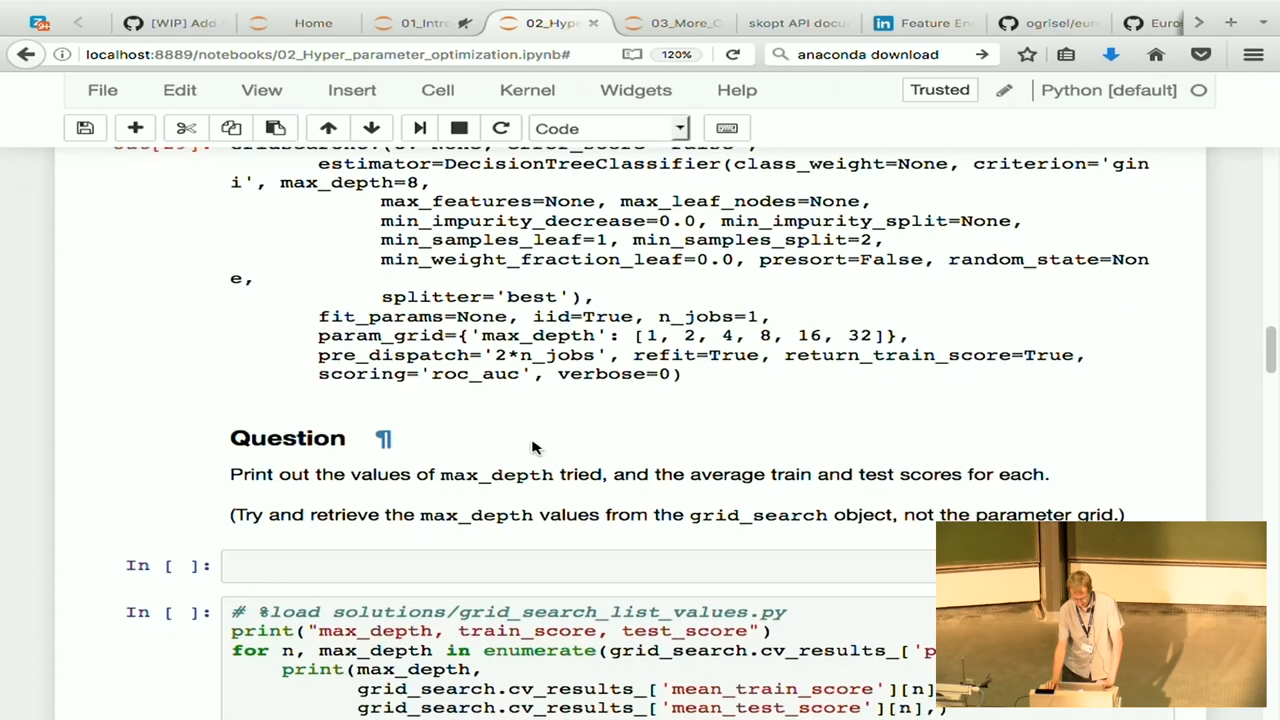 [WIP] Add
Home
01_Intro
02_Hype
03_More_C
skopt API docu
Feature En
ogrisel/eur
Euro
localhost:8889/notebooks/02_Hyper_parameter_optimization.ipynb#
120%
anaconda download
File Edit View Insert Cell Kernel Widgets Help
Trusted
Python [default]
Code
estimator=DecisionTreeClassifier(class_weight=None, criterion='gin
i', max_depth=8,
max_features=None, max_leaf_nodes=None,
min_impurity_decrease=0.0, min_impurity_split=None,
min_samples_leaf=1, min_samples_split=2,
min_weight_fraction_leaf=0.0, presort=False, random_state=Non
e,
splitter='best'),
fit_params=None, iid=True, n_jobs=1,
param_grid={'max_depth': [1, 2, 4, 8, 16, 32]},
pre_dispatch='2*n_jobs', refit=True, return_train_score=True,
scoring='roc_auc', verbose=0)
Question ¶
Print out the values of max_depth tried, and the average train and test scores for each.
(Try and retrieve the max_depth values from the grid_search object, not the parameter grid.)
In [ ]:
In [ ]:
# %load solutions/grid_search_list_values.py
print("max_depth, train_score, test_score")
for n, max_depth in enumerate(grid_search.cv_results_['p
print(max_depth,
grid_search.cv_results_['mean_train_score'][n]
grid_search.cv_results_['mean_test_score'][n],)